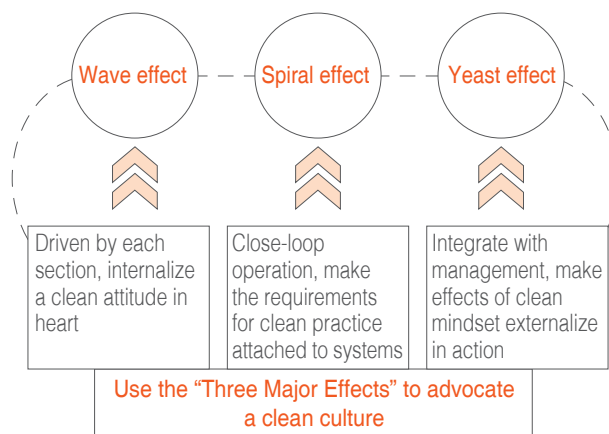 Wave effect
Spiral effect
Yeast effect
Driven by each
section, internalize
a clean attitude in
heart
Close-loop
operation, make
the requirements
for clean practice
attached to systems
Integrate with
management, make
effects of clean
mindset externalize
in action
Use the “Three Major Effects” to advocate
a clean culture